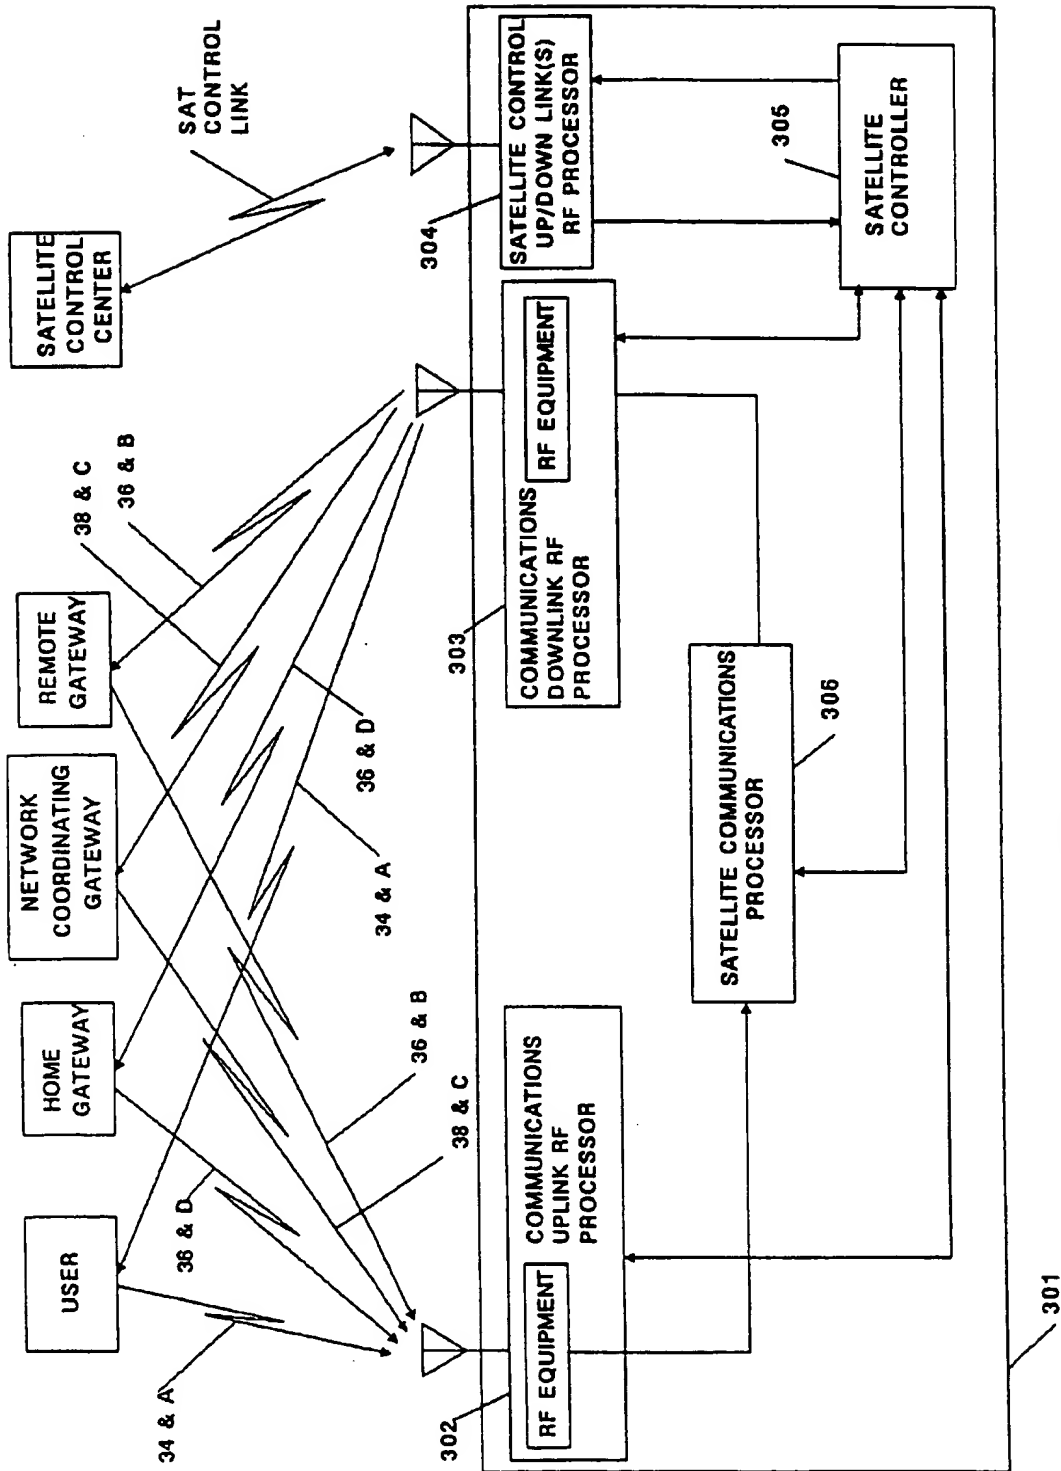 USER
HOME
GATEWAY
NETWORK
COORDINATING
GATEWAY
REMOTE
GATEWAY
SATELLITE
CONTROL
CENTER
38 & C
36 & B
SAT
CONTROL
LINK
34 & A
36 & D
36 & B
38 & C
34 & A
36 & D
302
RF EQUIPMENT
COMMUNICATIONS
UPLINK RF
PROCESSOR
303
COMMUNICATIONS
DOWNLINK RF
PROCESSOR
RF EQUIPMENT
304
SATELLITE CONTROL
UP/DOWN LINK(S)
RF PROCESSOR
SATELLITE COMMUNICATIONS
PROCESSOR
306
305
SATELLITE
CONTROLLER
301